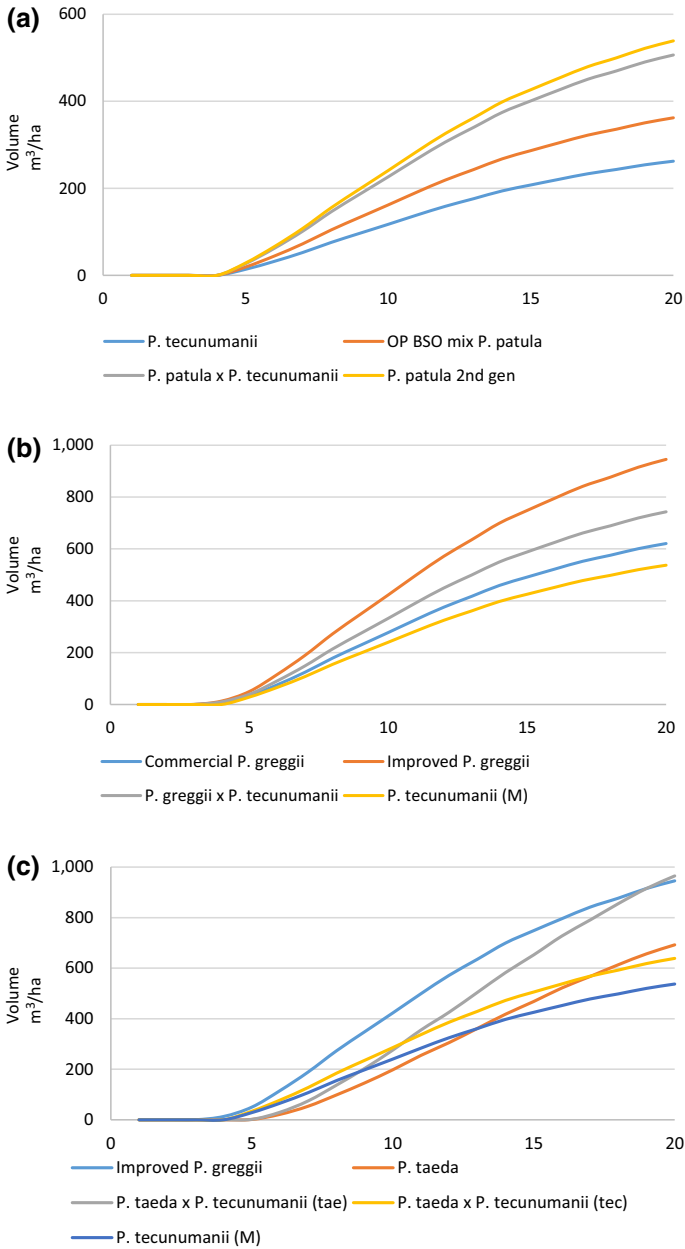 (a)
600
400
200
0
Volume
m³/ha
0 5 10 15 20
P. tecunumanii OP BSO mix P. patula
P. patula x P. tecunumanii P. patula 2nd gen
(b)
1,000
800
600
400
200
0
Volume
m³/ha
0 5 10 15 20
Commercial P. greggii Improved P. greggii
P. greggii x P. tecunumanii P. tecunumanii (M)
(c)
1,000
800
600
400
200
0
Volume
m³/ha
0 5 10 15 20
Improved P. greggii P. taeda
P. taeda x P. tecunumanii (tae) P. taeda x P. tecunumanii (tec)
P. tecunumanii (M)